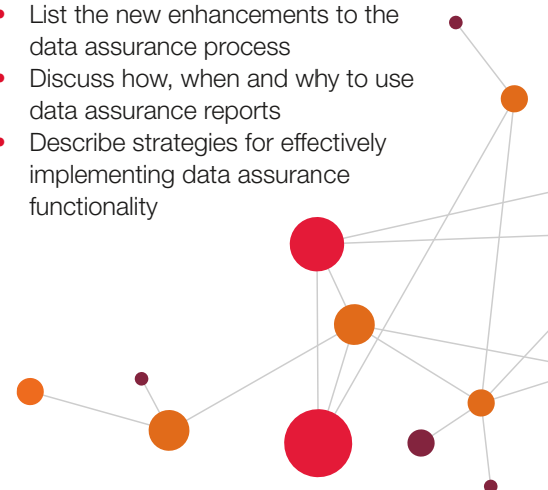 • List the new enhancements to the
data assurance process
• Discuss how, when and why to use
data assurance reports
• Describe strategies for effectively
implementing data assurance
functionality